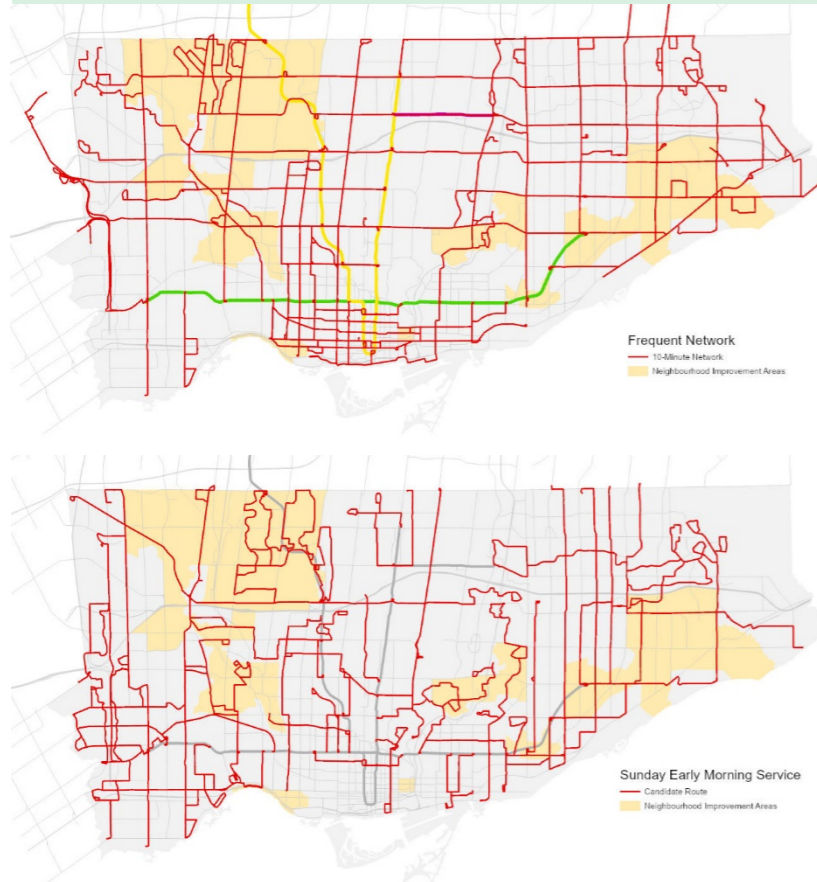 Frequent Network
10-Minute Network
Neighbourhood Improvement Areas
Sunday Early Morning Service
Candidate Route
Neighbourhood Improvement Areas